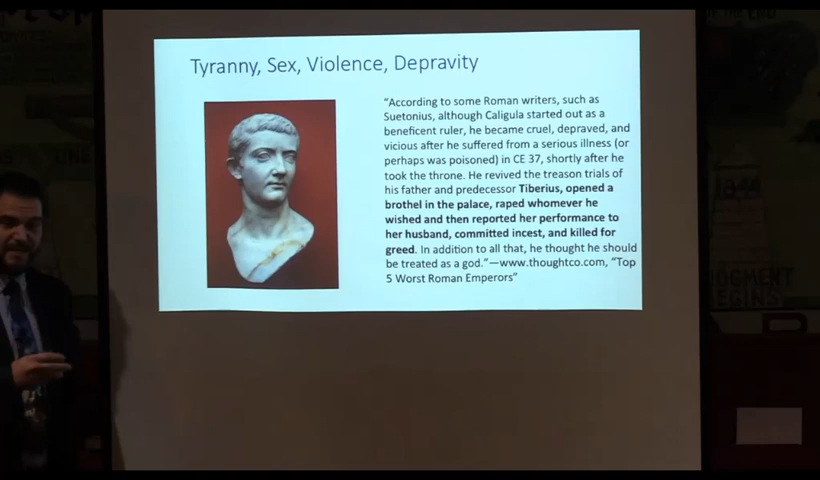 Tyranny, Sex, Violence, Depravity
“According to some Roman writers, such as
Suetonius, although Caligula started out as a
beneficent ruler, he became cruel, depraved, and
vicious after he suffered from a serious illness (or
perhaps was poisoned) in CE 37, shortly after he
took the throne. He revived the treason trials of
his father and predecessor Tiberius, opened a
brothel in the palace, raped whomever he
wished and then reported her performance to
her husband, committed incest, and killed for
greed. In addition to all that, he thought he should
be treated as a god.”—www.thoughtco.com, “Top
5 Worst Roman Emperors”